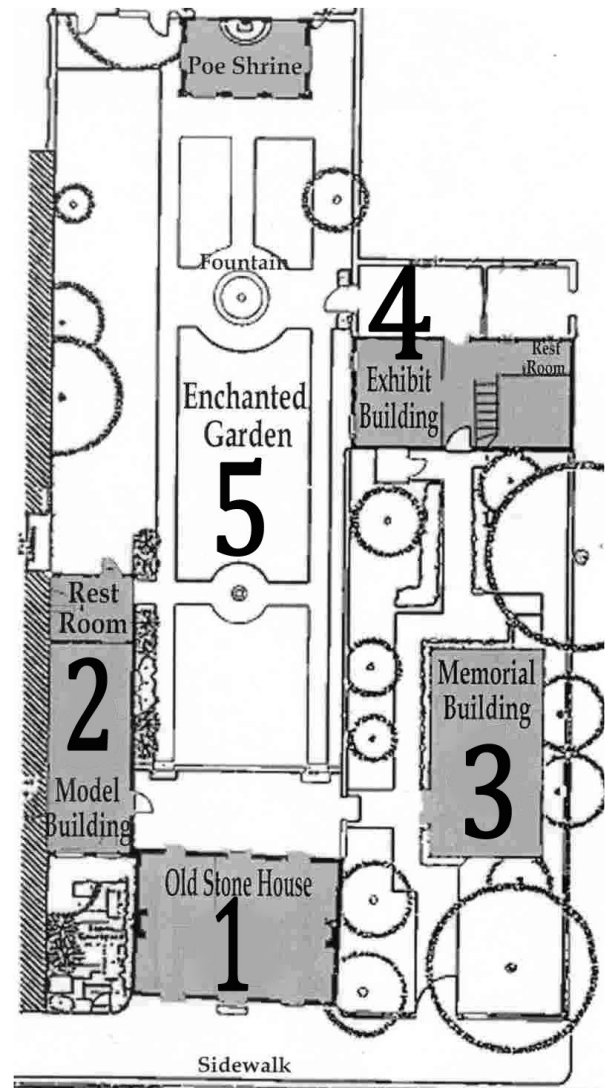 Poe Shrine
Fountain
4
Exhibit
Building
Rest
Room
Enchanted
Garden
5
Rest
Room
2
Model
Building
Memorial
Building
3
Old Stone House
1
Sidewalk